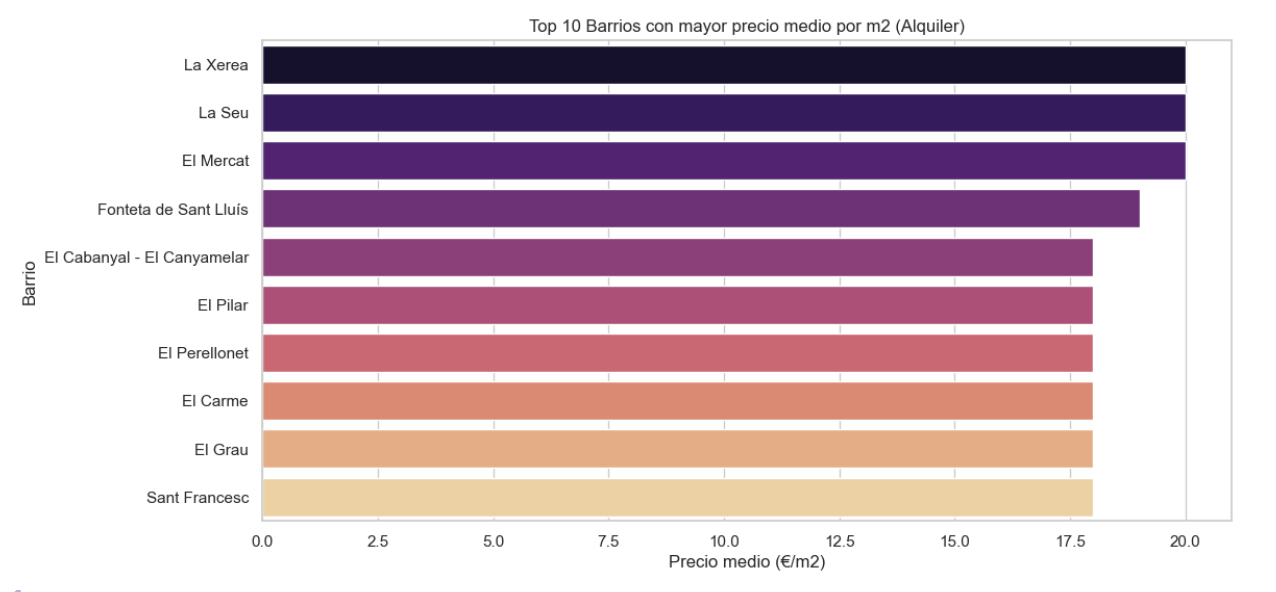 Top 10 Barrios con mayor precio medio por m2 (Alquiler)
La Xerea
La Seu
El Mercat
Fonteta de Sant Lluís
El Cabanyal - El Canyamelar
El Pilar
El Perellonet
El Carme
El Grau
Sant Francesc
Barrio
0.0 2.5 5.0 7.5 10.0 12.5 15.0 17.5 20.0
Precio medio (€/m2)